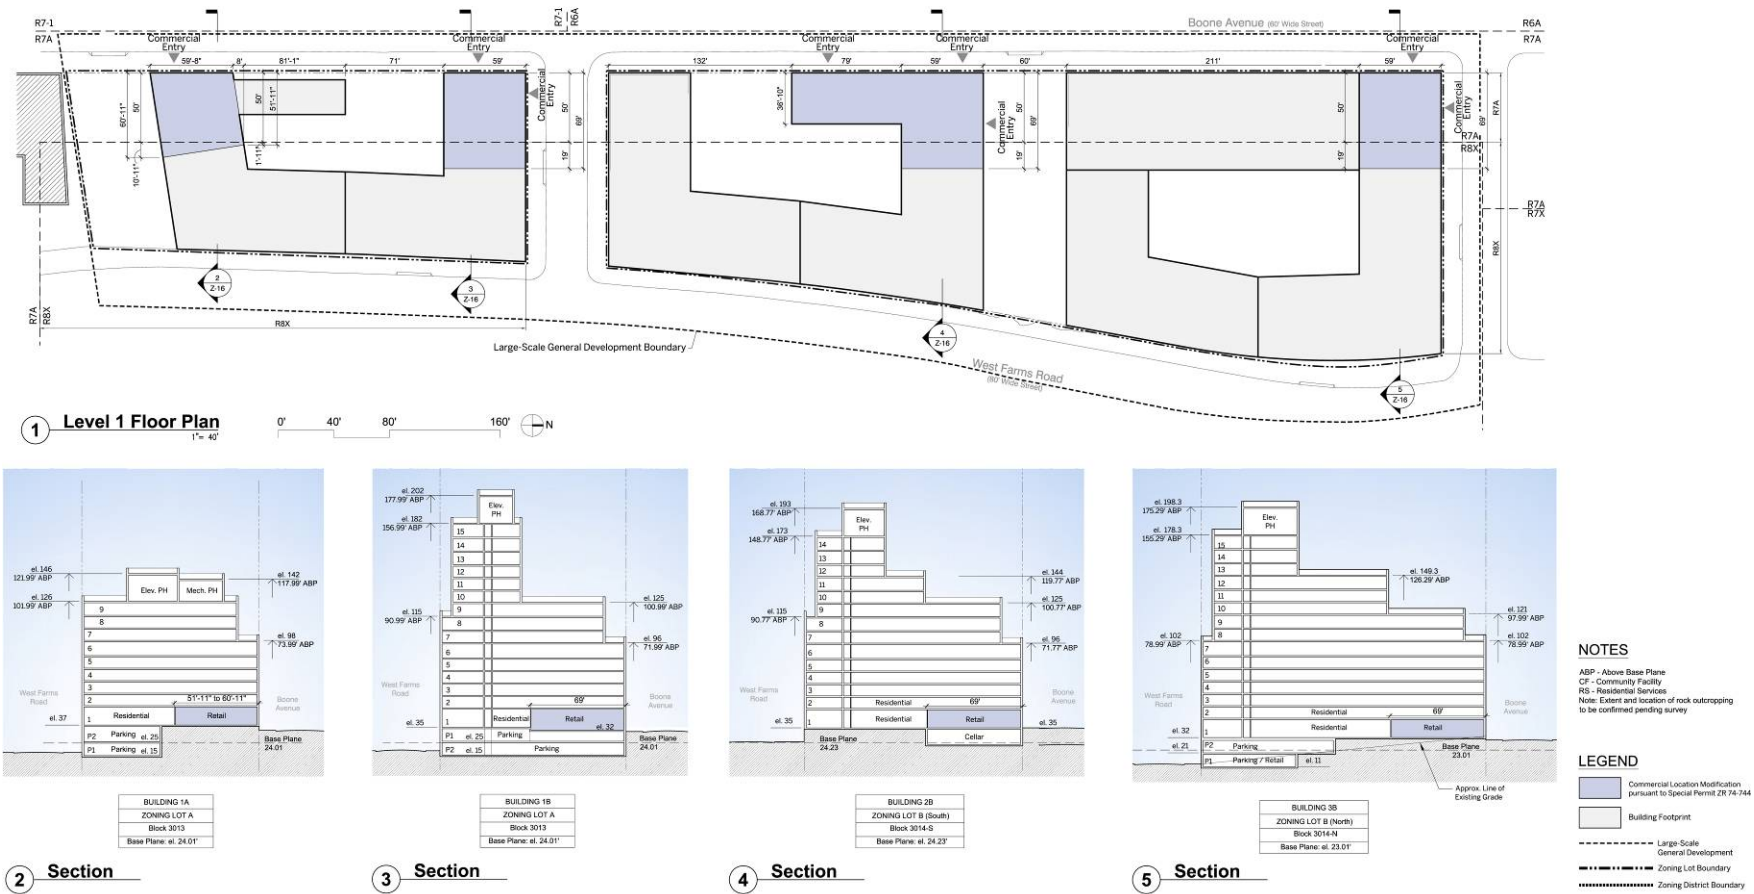 R7-1
R7A
R7-1
R6A
Boone Avenue (60' Wide Street)
R6A
R7A
Commercial
Entry
Commercial
Entry
Commercial
Entry
Commercial
Entry
Commercial
Entry
59'-8"
8'
81'-1"
71'
59'
132'
79'
59'
60'
211'
59'
60'-11"
50'
10'-11"
50'
51'-11"
1'-11"
Commercial
Entry
50'
69'
19'
36'-10"
Commercial
Entry
50'
69'
19'
50'
19'
Commercial
Entry
69'
R7A
R7A
R8X
R7A
R7X
R8X
R7A
R8X
R8X
2
Z-16
3
Z-16
4
Z-16
5
Z-16
Large-Scale General Development Boundary
West Farms Road
(80' Wide Street)
1 Level 1 Floor Plan
1"= 40'
0' 40' 80' 160'
N
el. 146
121.99' ABP
el. 126
101.99' ABP
el. 142
117.99' ABP
el. 98
73.99' ABP
Elev. PH
Mech. PH
9
8
7
6
5
4
3
2
51'-11" to 60'-11"
1 Residential Retail
P2 Parking el. 25
P1 Parking el. 15
West Farms
Road
Boone
Avenue
el. 37
Base Plane
24.01
el. 202
177.99' ABP
el. 182
156.99' ABP
el. 115
90.99' ABP
el. 125
100.99' ABP
el. 96
71.99' ABP
Elev.
PH
15
14
13
12
11
10
9
8
7
6
5
4
3
2
69'
1 Residential Retail
el. 32
P1 el. 25 Parking
P2 el. 15 Parking
West Farms
Road
Boone
Avenue
el. 35
Base Plane
24.01
el. 193
168.77' ABP
el. 173
148.77' ABP
el. 115
90.77' ABP
el. 144
119.77' ABP
el. 125
100.77' ABP
el. 96
71.77' ABP
Elev.
PH
14
13
12
11
10
9
8
7
6
5
4
3
2 Residential 69'
1 Residential Retail
Cellar
West Farms
Road
Boone
Avenue
el. 35
el. 35
Base Plane
24.23
el. 198.3
175.29' ABP
el. 178.3
155.29' ABP
el. 102
78.99' ABP
el. 149.3
126.29' ABP
el. 121
97.99' ABP
el. 102
78.99' ABP
Elev.
PH
15
14
13
12
11
10
9
8
7
6
5
4
3
2 Residential 69'
1 Residential Retail
P2 Parking
P1 Parking / Retail el. 11
West Farms
Road
Boone
Avenue
el. 32
el. 21
Base Plane
23.01
Approx. Line of
Existing Grade
BUILDING 1A
ZONING LOT A
Block 3013
Base Plane: el. 24.01'
BUILDING 1B
ZONING LOT A
Block 3013
Base Plane: el. 24.01'
BUILDING 2B
ZONING LOT B (South)
Block 3014-S
Base Plane: el. 24.23'
BUILDING 3B
ZONING LOT B (North)
Block 3014-N
Base Plane: el. 23.01'
2 Section
3 Section
4 Section
5 Section
NOTES
ABP - Above Base Plane
CF - Community Facility
RS - Residential Services
Note: Extent and location of rock outcropping
to be confirmed pending survey
LEGEND
Commercial Location Modification
pursuant to Special Permit ZR 74-744
Building Footprint
Large-Scale
General Development
Zoning Lot Boundary
Zoning District Boundary